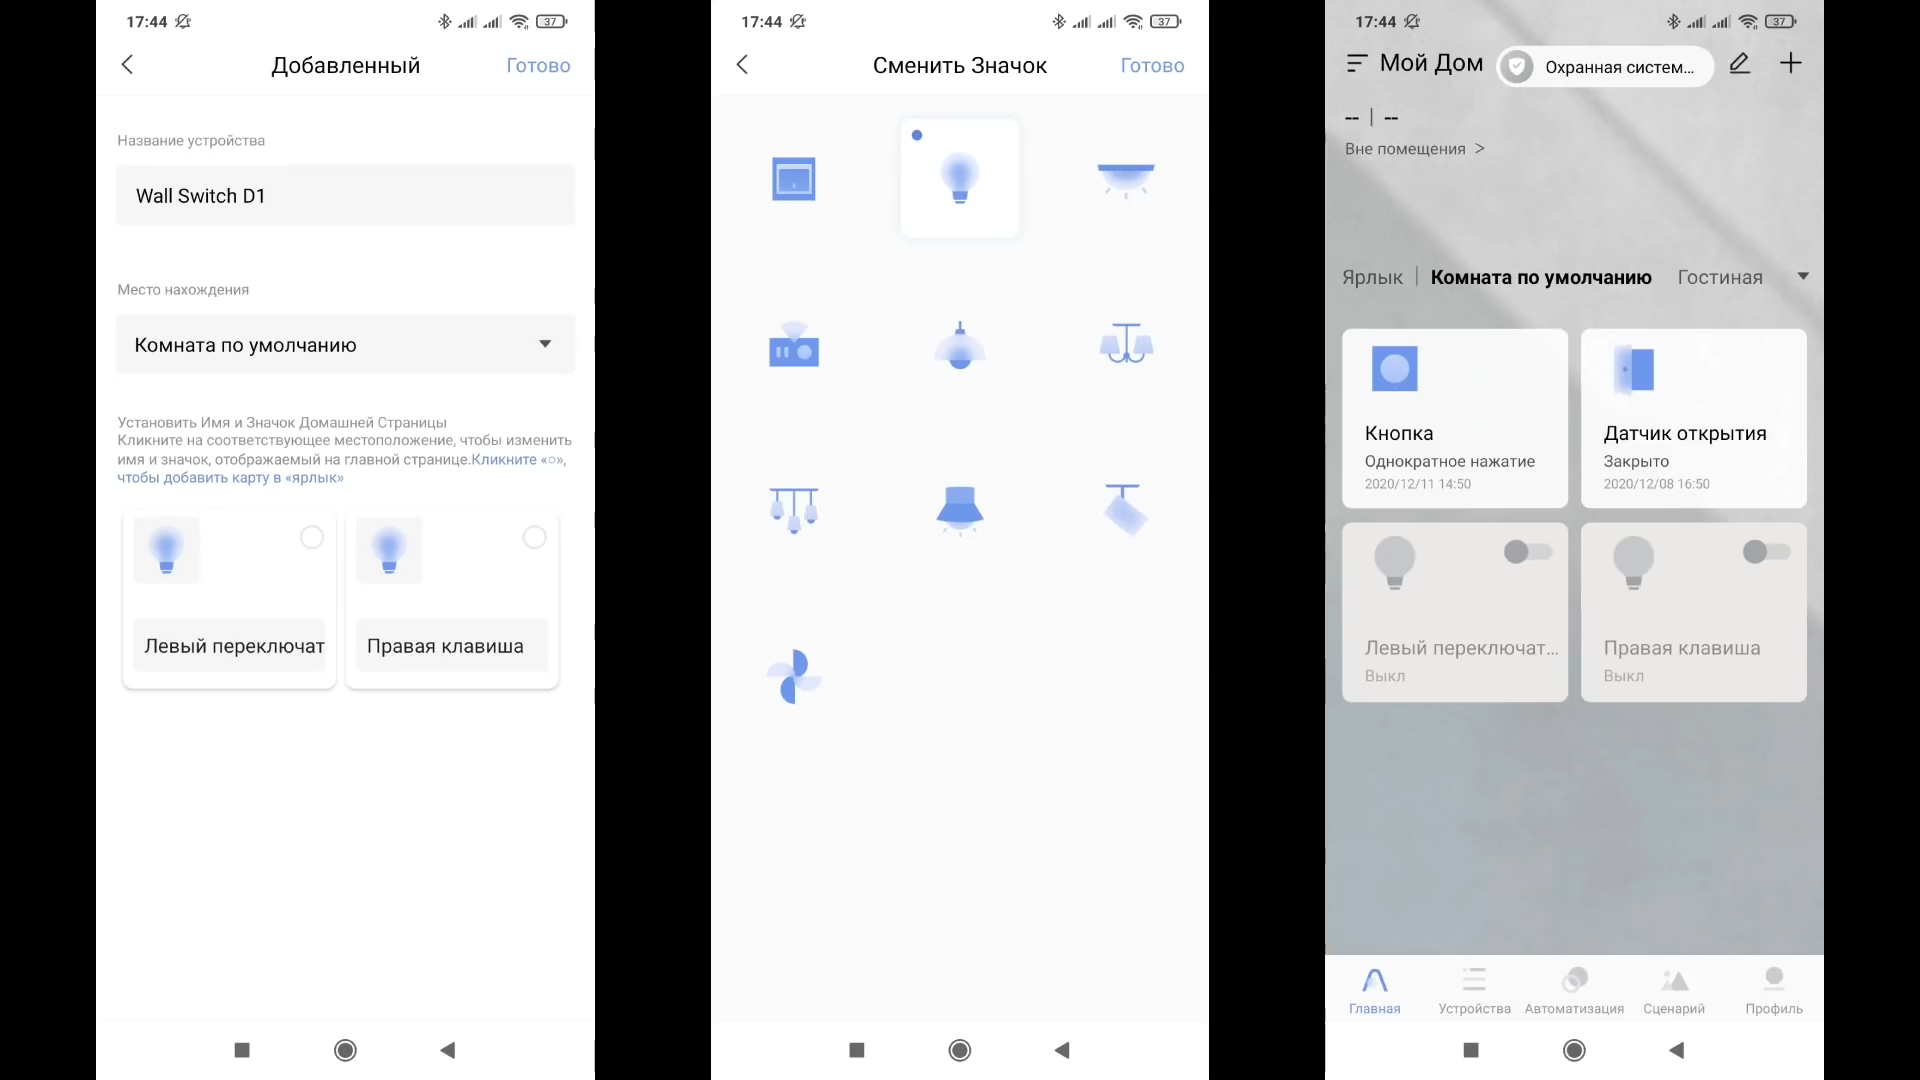 17:44
37
Добавленный
Готово
Название устройства
Wall Switch D1
Место нахождения
Комната по умолчанию
Установить Имя и Значок Домашней Страницы
Кликните на соответствующее местоположение, чтобы изменить
имя и значок, отображаемый на главной странице.Кликните «○»,
чтобы добавить карту в «ярлык»
Левый переключат
Правая клавиша
17:44
37
Сменить Значок
Готово
17:44
37
Мой Дом
Охранная систем...
-- | --
Вне помещения >
Ярлык | Комната по умолчанию Гостиная
Кнопка
Однократное нажатие
2020/12/11 14:50
Датчик открытия
Закрыто
2020/12/08 16:50
Левый переключат...
Выкл
Правая клавиша
Выкл
Главная
Устройства
Автоматизация
Сценарий
Профиль